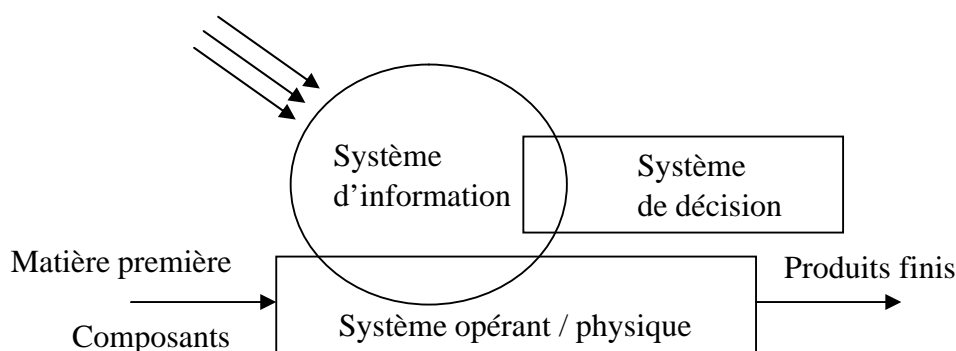 Système
d’information
Système
de décision
Matière première
Produits finis
Composants
Système opérant / physique